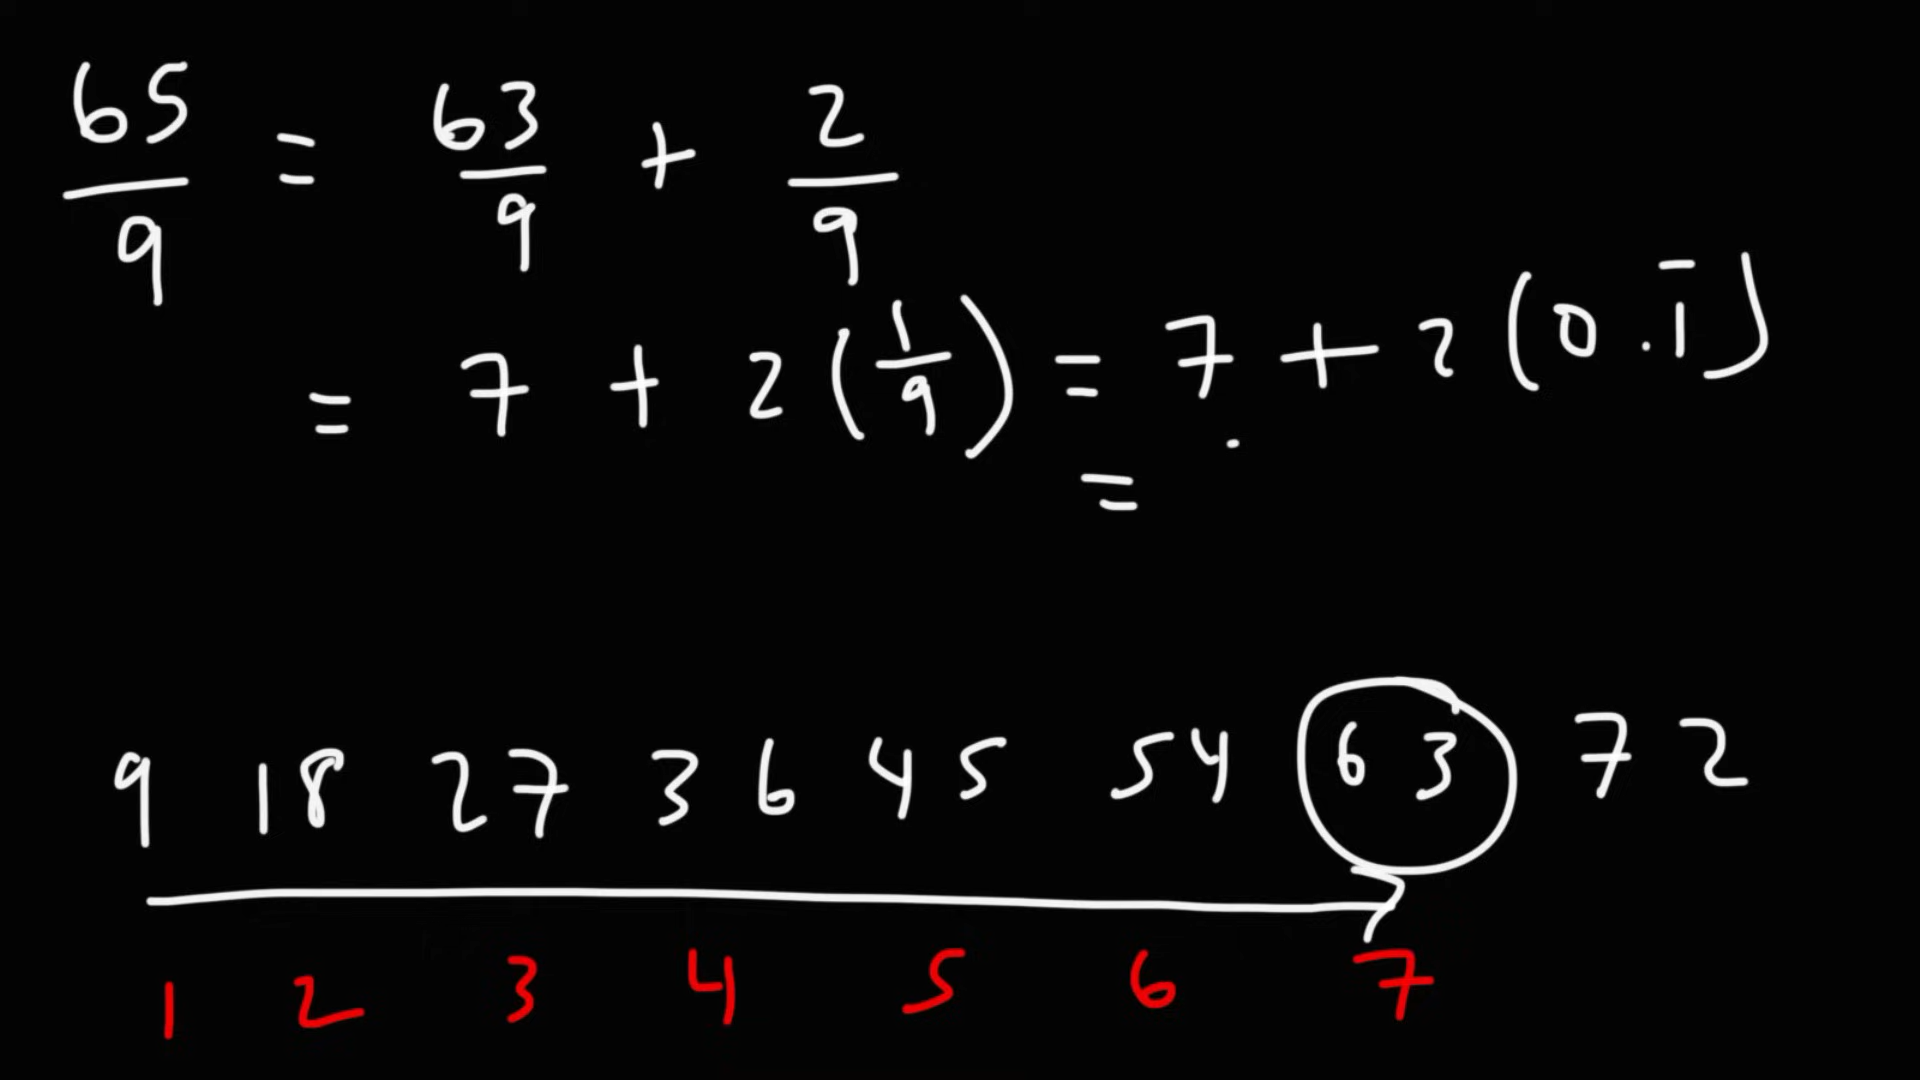 65/9 = 63/9 + 2/9
= 7 + 2(1/9) = 7 + 2(0.1̅)
=
9 18 27 36 45 54 63 72
1 2 3 4 5 6 7